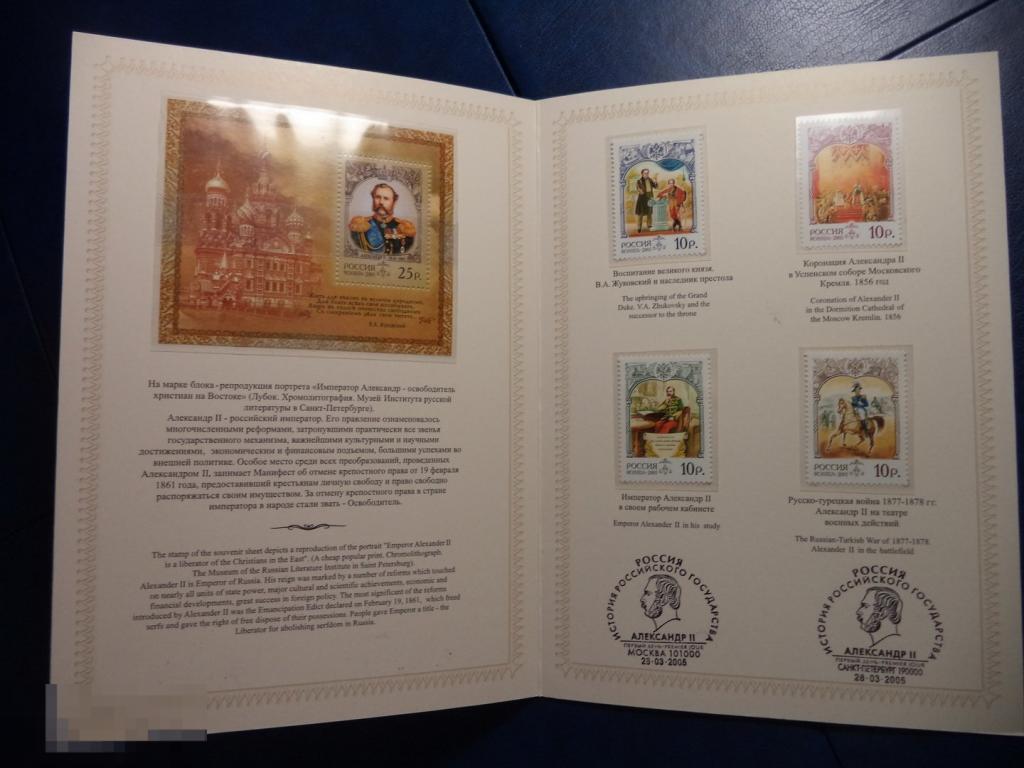 РОССИЯ 25р.
В.А. Жуковский
На марке блока - репродукция портрета «Император Александр - освободитель
христиан на Востоке» (Лубок. Хромолитография. Музей Института русской
литературы в Санкт-Петербурге).
Александр II - российский император. Его правление ознаменовалось
многочисленными реформами, затронувшими практически все звенья
государственного механизма, важнейшими культурными и научными
достижениями, экономическим и финансовым подъемом, большими успехами во
внешней политике. Особое место среди всех преобразований, проведенных
Александром II, занимает Манифест об отмене крепостного права от 19 февраля
1861 года, предоставивший крестьянам личную свободу и право свободно
распоряжаться своим имуществом. За отмену крепостного права в стране
императора в народе стали звать - Освободитель.
The stamp of the souvenir sheet depicts a reproduction of the portrait "Emperor Alexander II
is a liberator of the Christians in the East". (A cheap popular print. Chromolithograph.
The Museum of the Russian Literature Institute in Saint Petersburg).
Alexander II is Emperor of Russia. His reign was marked by a number of reforms which touched
on nearly all units of state power, major cultural and scientific achievements, economic and
financial developments, great success in foreign policy. The most significant of the reforms
introduced by Alexander II was the Emancipation Edict declared on February 19, 1861, which freed
serfs and gave the right of free dispose of their possessions. People gave Emperor a title - the
Liberator for abolishing serfdom in Russia.
РОССИЯ 10р.
Воспитание великого князя.
В.А. Жуковский и наследник престола
The upbringing of the Grand
Duke. V.A. Zhukovsky and the
successor to the throne
РОССИЯ 10р.
Коронация Александра II
в Успенском соборе Московского
Кремля. 1856 год
Coronation of Alexander II
in the Dormition Cathedral of
the Moscow Kremlin. 1856
РОССИЯ 10р.
Император Александр II
в своем рабочем кабинете
Emperor Alexander II in his study
РОССИЯ 10р.
Русско-турецкая война 1877-1878 гг.
Александр II на театре
военных действий
The Russian-Turkish War of 1877-1878.
Alexander II in the battlefield
РОССИЯ
ИСТОРИЯ РОССИЙСКОГО ГОСУДАРСТВА
АЛЕКСАНДР II
ПЕРВЫЙ ДЕНЬ·PREMIER JOUR
МОСКВА 101000
28·03·2005
РОССИЯ
ИСТОРИЯ РОССИЙСКОГО ГОСУДАРСТВА
АЛЕКСАНДР II
ПЕРВЫЙ ДЕНЬ·PREMIER JOUR
САНКТ-ПЕТЕРБУРГ 190000
28·03·2005